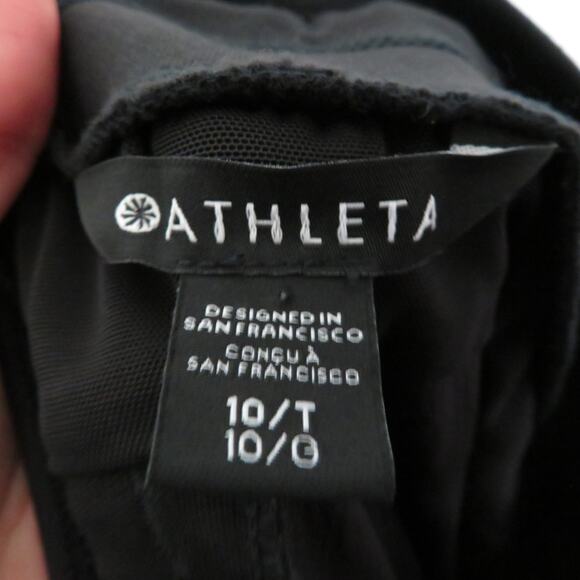 ATHLETA
DESIGNED IN
SAN FRANCISCO
CONÇU À
SAN FRANCISCO
10/T
10/G